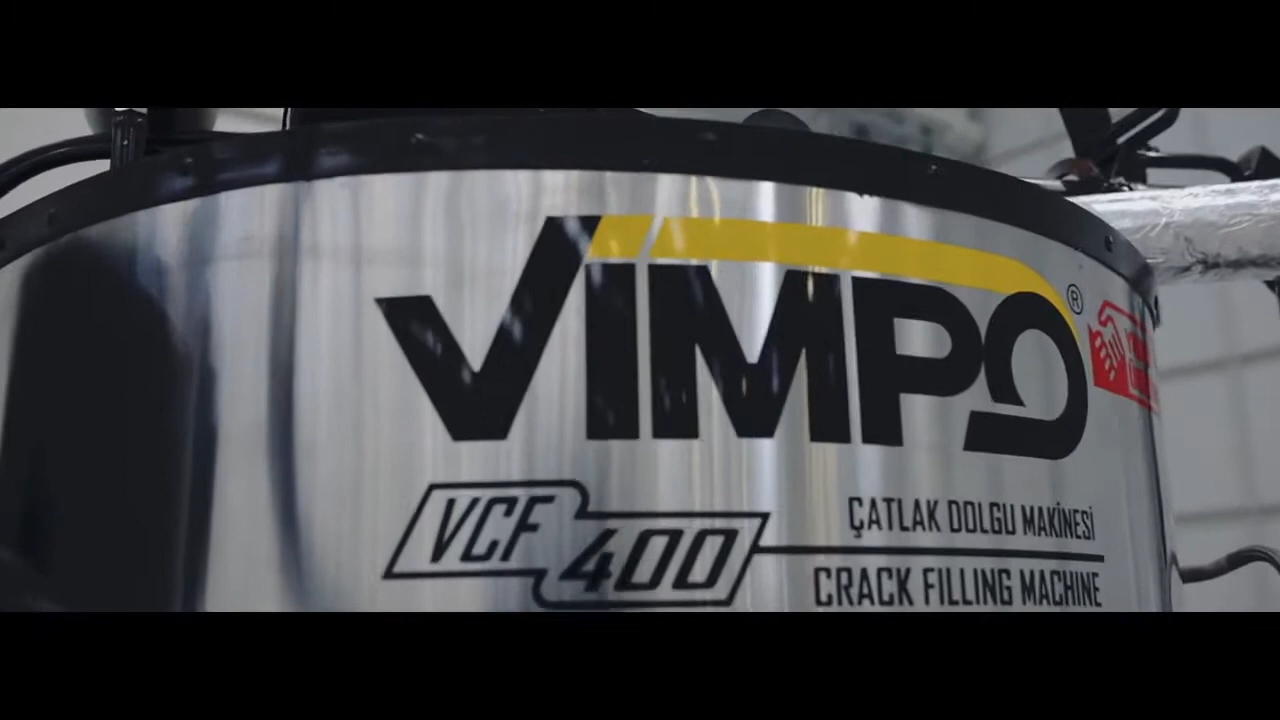 VIMPO®
VCF 400
ÇATLAK DOLGU MAKİNESİ
CRACK FILLING MACHINE